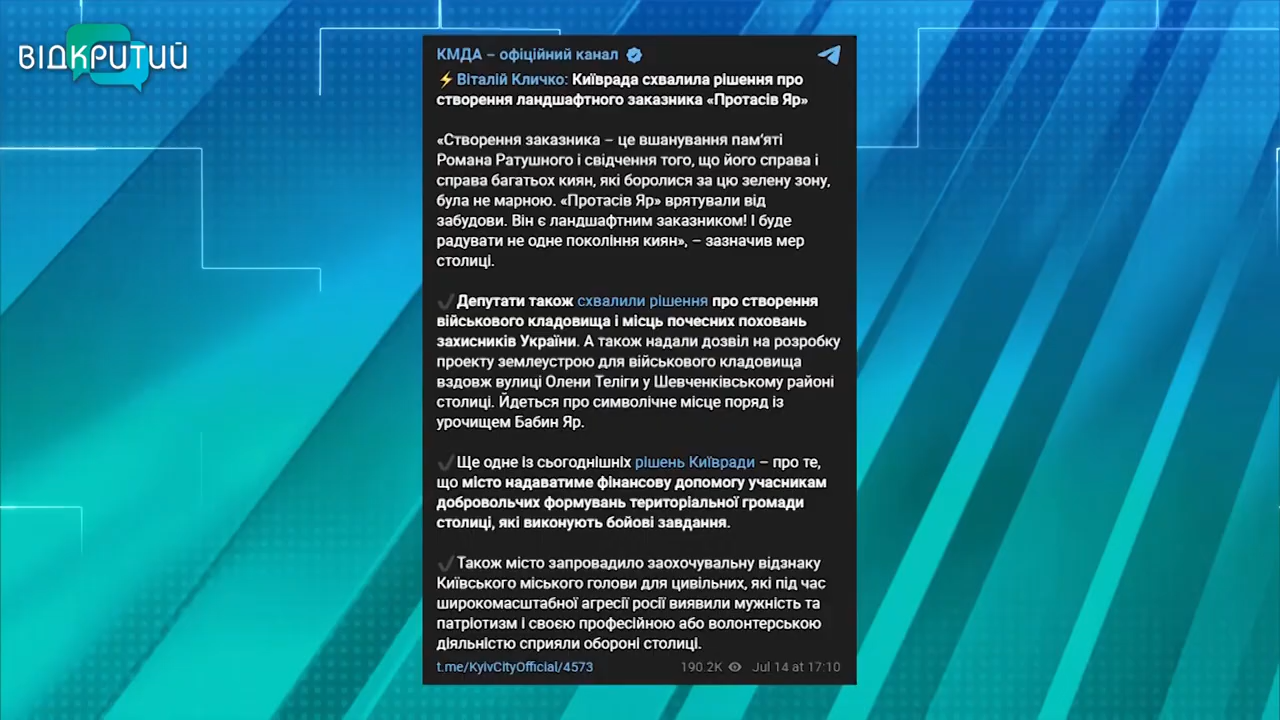 ВІДКРИТИЙ
КМДА – офіційний канал
⚡Віталій Кличко: Київрада схвалила рішення про
створення ландшафтного заказника «Протасів Яр»
«Створення заказника – це вшанування пам‘яті
Романа Ратушного і свідчення того, що його справа і
справа багатьох киян, які боролися за цю зелену зону,
була не марною. «Протасів Яр» врятували від
забудови. Він є ландшафтним заказником! І буде
радувати не одне покоління киян», – зазначив мер
столиці.
✔Депутати також схвалили рішення про створення
військового кладовища і місць почесних поховань
захисників України. А також надали дозвіл на розробку
проекту землеустрою для військового кладовища
вздовж вулиці Олени Теліги у Шевченківському районі
столиці. Йдеться про символічне місце поряд із
урочищем Бабин Яр.
✔Ще одне із сьогоднішніх рішень Київради – про те,
що місто надаватиме фінансову допомогу учасникам
добровольчих формувань територіальної громади
столиці, які виконують бойові завдання.
✔Також місто запровадило заохочувальну відзнаку
Київського міського голови для цивільних, які під час
широкомасштабної агресії росії виявили мужність та
патріотизм і своєю професійною або волонтерською
діяльністю сприяли обороні столиці.
t.me/KyivCityOfficial/4573 190.2K Jul 14 at 17:10